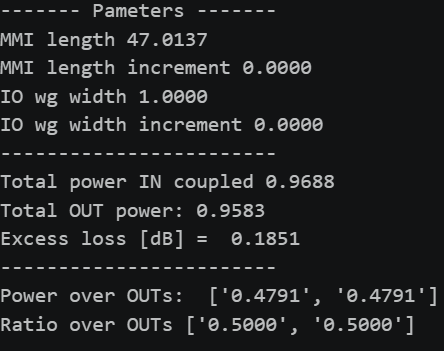 ------- Pameters -------
MMI length 47.0137
MMI length increment 0.0000
IO wg width 1.0000
IO wg width increment 0.0000
------------------------
Total power IN coupled 0.9688
Total OUT power: 0.9583
Excess loss [dB] =  0.1851
------------------------
Power over OUTs:  ['0.4791', '0.4791']
Ratio over OUTs ['0.5000', '0.5000']